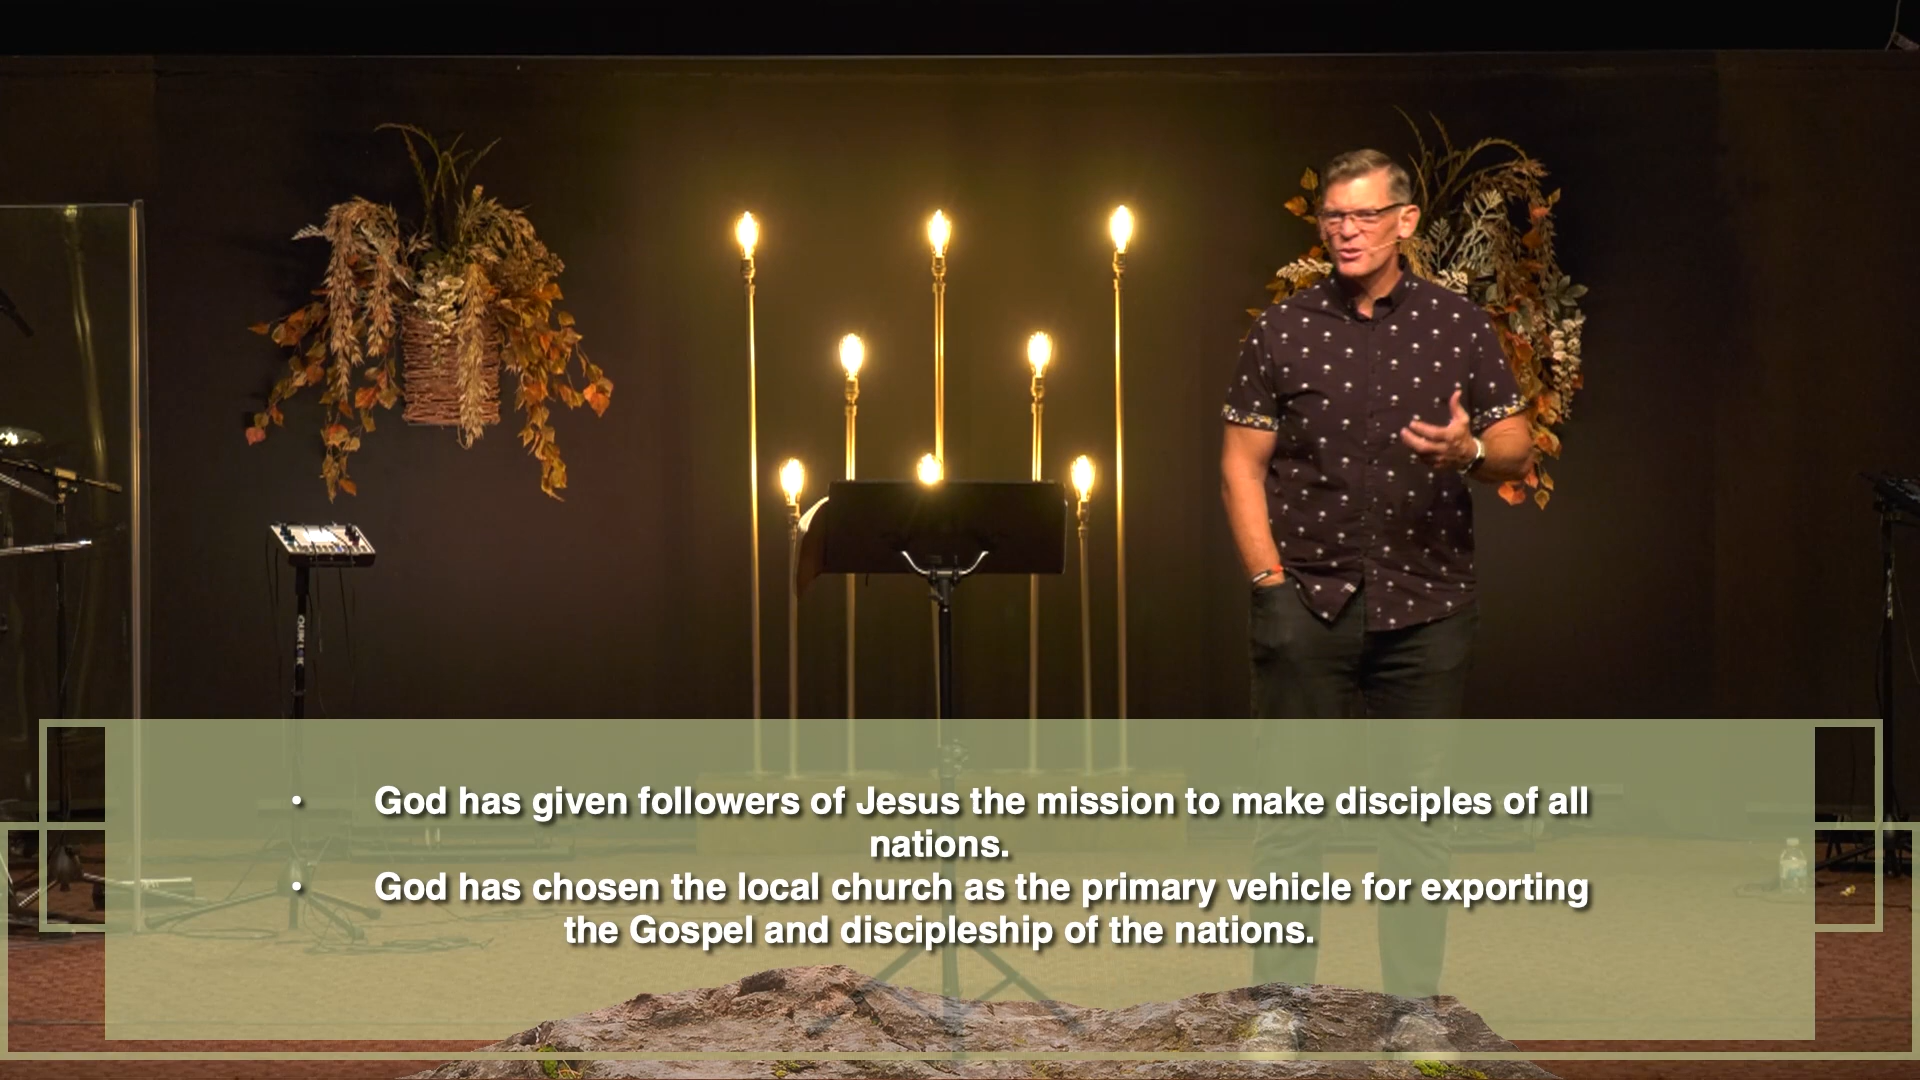 • God has given followers of Jesus the mission to make disciples of all
nations.
• God has chosen the local church as the primary vehicle for exporting
the Gospel and discipleship of the nations.